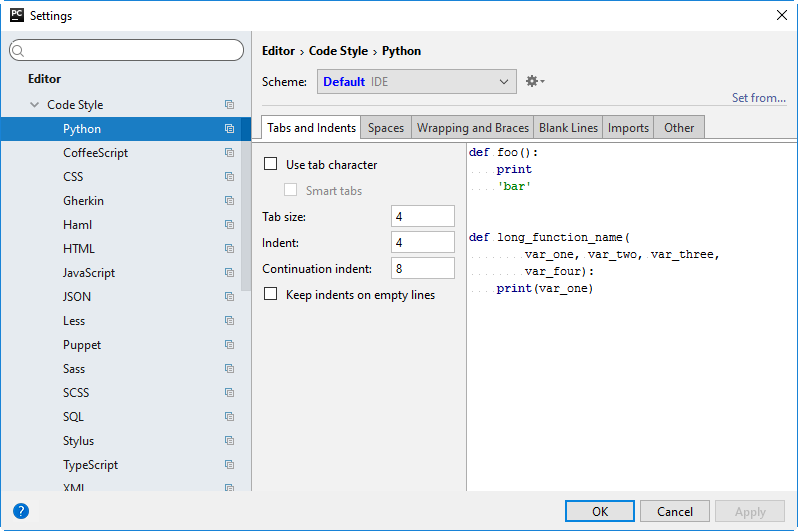 PC Settings
Editor
Code Style
Python
CoffeeScript
CSS
Gherkin
Haml
HTML
JavaScript
JSON
Less
Puppet
Sass
SCSS
SQL
Stylus
TypeScript
XML
Editor › Code Style › Python
Scheme: Default IDE
Set from...
Tabs and Indents Spaces Wrapping and Braces Blank Lines Imports Other
Use tab character
Smart tabs
Tab size: 4
Indent: 4
Continuation indent: 8
Keep indents on empty lines
def foo():
    print
    'bar'
def long_function_name(
        var_one, var_two, var_three,
        var_four):
    print(var_one)
? OK Cancel Apply